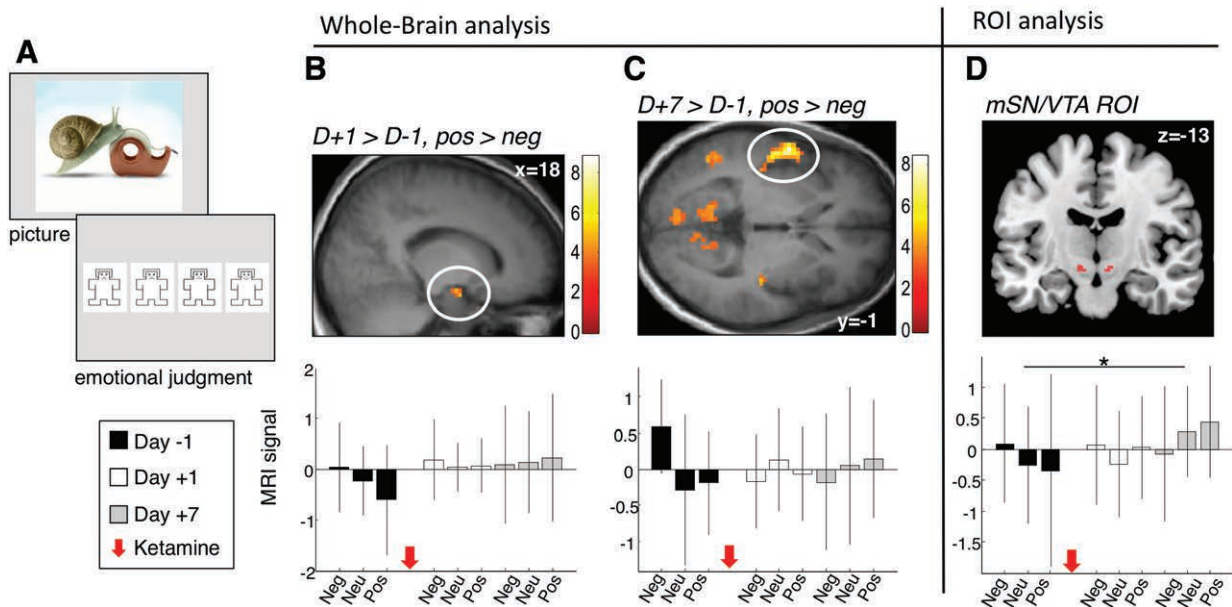 Whole-Brain analysis
ROI analysis
A
picture
emotional judgment
Day -1
Day +1
Day +7
Ketamine
B
D+1 > D-1, pos > neg
x=18
8
6
4
2
0
MRI signal
2
1
0
-1
-2
Neg
Neu
Pos
Neg
Neu
Pos
Neg
Neu
Pos
C
D+7 > D-1, pos > neg
y=-1
8
6
4
2
0
1
0.5
0
-0.5
-1
Neg
Neu
Pos
Neg
Neu
Pos
Neg
Neu
Pos
D
mSN/VTA ROI
z=-13
*
1
0.5
0
-0.5
-1
-1.5
Neg
Neu
Pos
Neg
Neu
Pos
Neg
Neu
Pos